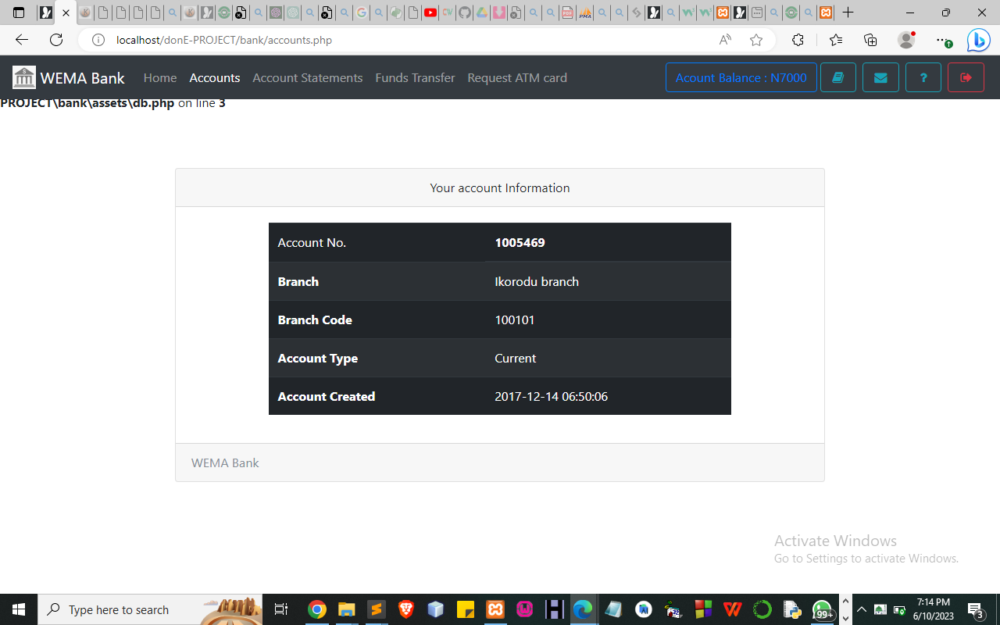 localhost/donE-PROJECT/bank/accounts.php
WEMA Bank Home Accounts Account Statements Funds Transfer Request ATM card Acount Balance : N7000 ?
PROJECT\bank\assets\db.php on line 3
Your account Information
Account No. 1005469
Branch Ikorodu branch
Branch Code 100101
Account Type Current
Account Created 2017-12-14 06:50:06
WEMA Bank
Activate Windows
Go to Settings to activate Windows.
Type here to search
99+
7:14 PM
6/10/2023
3